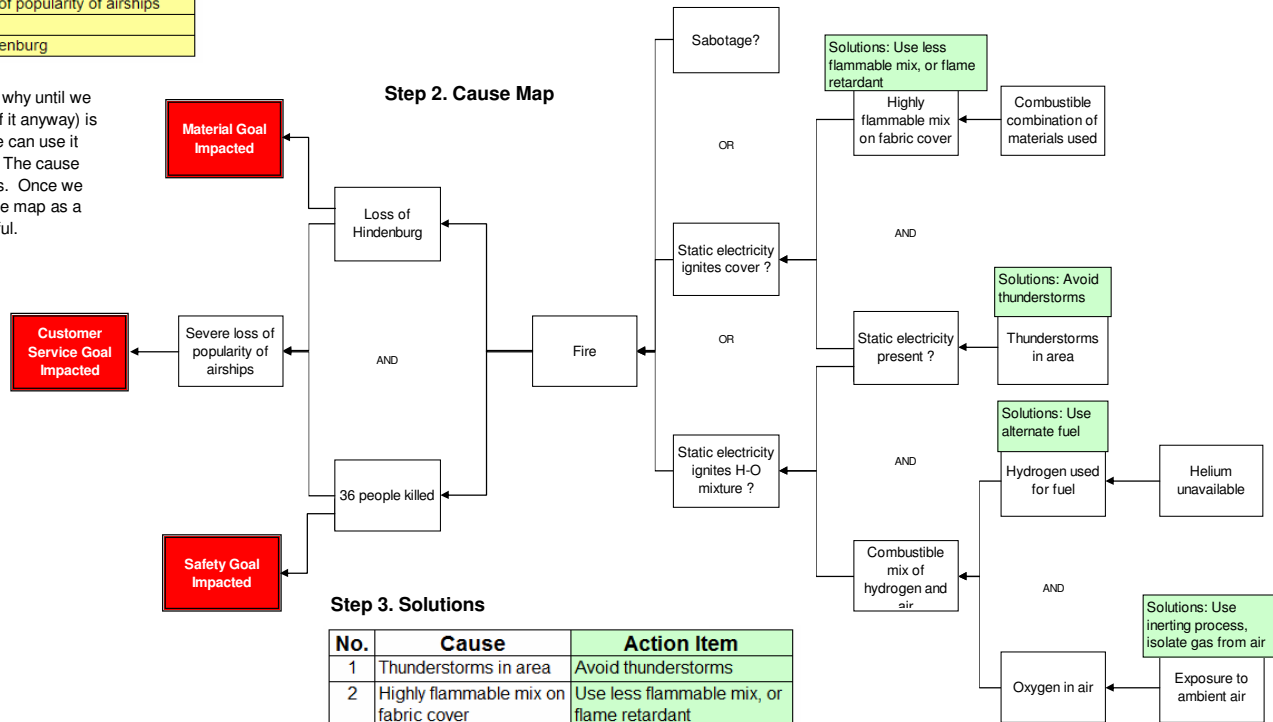 of popularity of airships
enburg
why until we
f it anyway) is
e can use it
The cause
s. Once we
e map as a
ful.
Step 2. Cause Map
Material Goal
Impacted
Customer
Service Goal
Impacted
Safety Goal
Impacted
Severe loss of
popularity of
airships
Loss of
Hindenburg
AND
36 people killed
Fire
Sabotage?
OR
Static electricity
ignites cover ?
OR
Static electricity
ignites H-O
mixture ?
Solutions: Use less
flammable mix, or flame
retardant
Highly
flammable mix
on fabric cover
Combustible
combination of
materials used
AND
Static electricity
present ?
Solutions: Avoid
thunderstorms
Thunderstorms
in area
AND
Combustible
mix of
hydrogen and
air
Solutions: Use
alternate fuel
Hydrogen used
for fuel
Helium
unavailable
AND
Oxygen in air
Solutions: Use
inerting process,
isolate gas from air
Exposure to
ambient air
Step 3. Solutions
No. Cause Action Item
1 Thunderstorms in area Avoid thunderstorms
2 Highly flammable mix on Use less flammable mix, or
fabric cover flame retardant